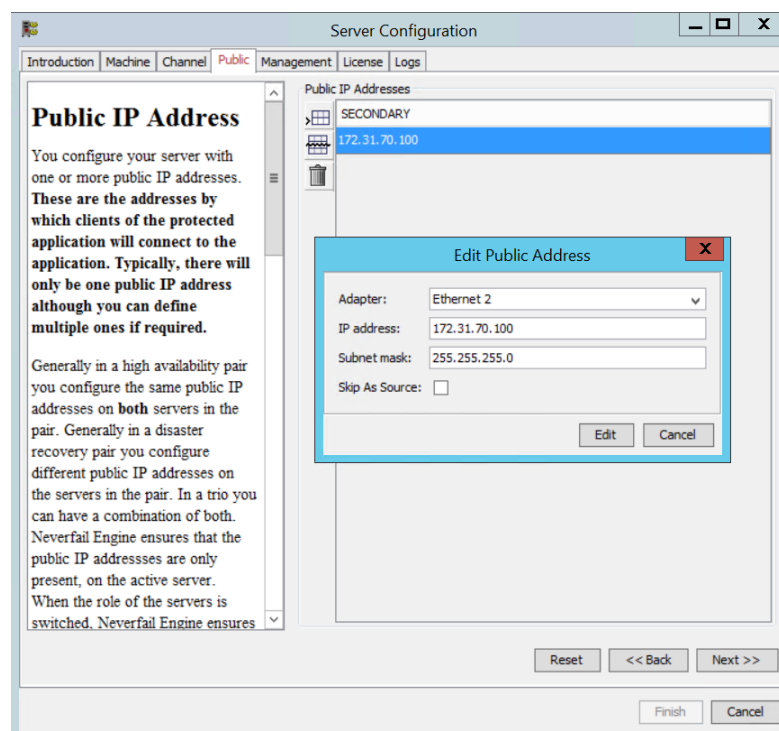 Server Configuration
X
Introduction Machine Channel Public Management License Logs
Public IP Address
You configure your server with
one or more public IP addresses.
These are the addresses by
which clients of the protected
application will connect to the
application. Typically, there will
only be one public IP address
although you can define
multiple ones if required.
Generally in a high availability pair
you configure the same public IP
addresses on both servers in the
pair. Generally in a disaster
recovery pair you configure
different public IP addresses on
the servers in the pair. In a trio you
can have a combination of both.
Neverfail Engine ensures that the
public IP addressses are only
present, on the active server.
When the role of the servers is
switched, Neverfail Engine ensures
Public IP Addresses
SECONDARY
172.31.70.100
Edit Public Address
X
Adapter: Ethernet 2
IP address: 172.31.70.100
Subnet mask: 255.255.255.0
Skip As Source:
Edit Cancel
Reset << Back Next >>
Finish Cancel